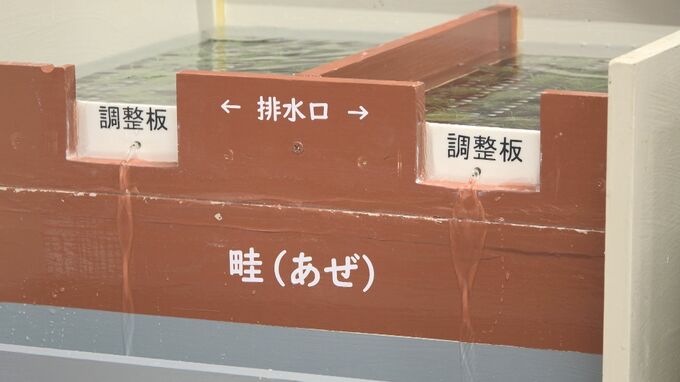 ← 排水口 →
調整板
調整板
畦(あぜ)